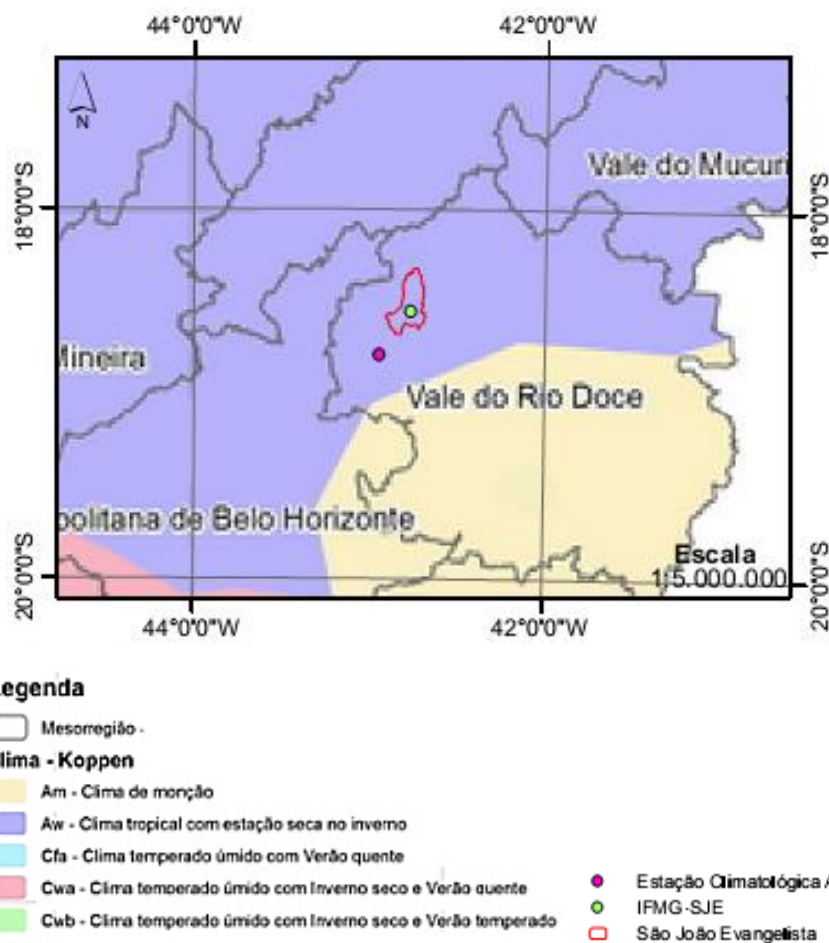 44°0'0"W 42°0'0"W
N
Vale do Mucuri
18°0'0"S 18°0'0"S
Mineira
Vale do Rio Doce
politana de Belo Horizonte
Escala
1:5.000.000
20°0'0"S 20°0'0"S
44°0'0"W 42°0'0"W
egenda
Mesorregião -
lima - Koppen
Am - Clima de monção
Aw - Clima tropical com estação seca no inverno
Cfa - Clima temperado úmido com Verão quente
Cwa - Clima temperado úmido com Inverno seco e Verão quente
Cwb - Clima temperado úmido com Inverno seco e Verão temperado
Estação Climatológica A
IFMG-SJE
São João Evangelista